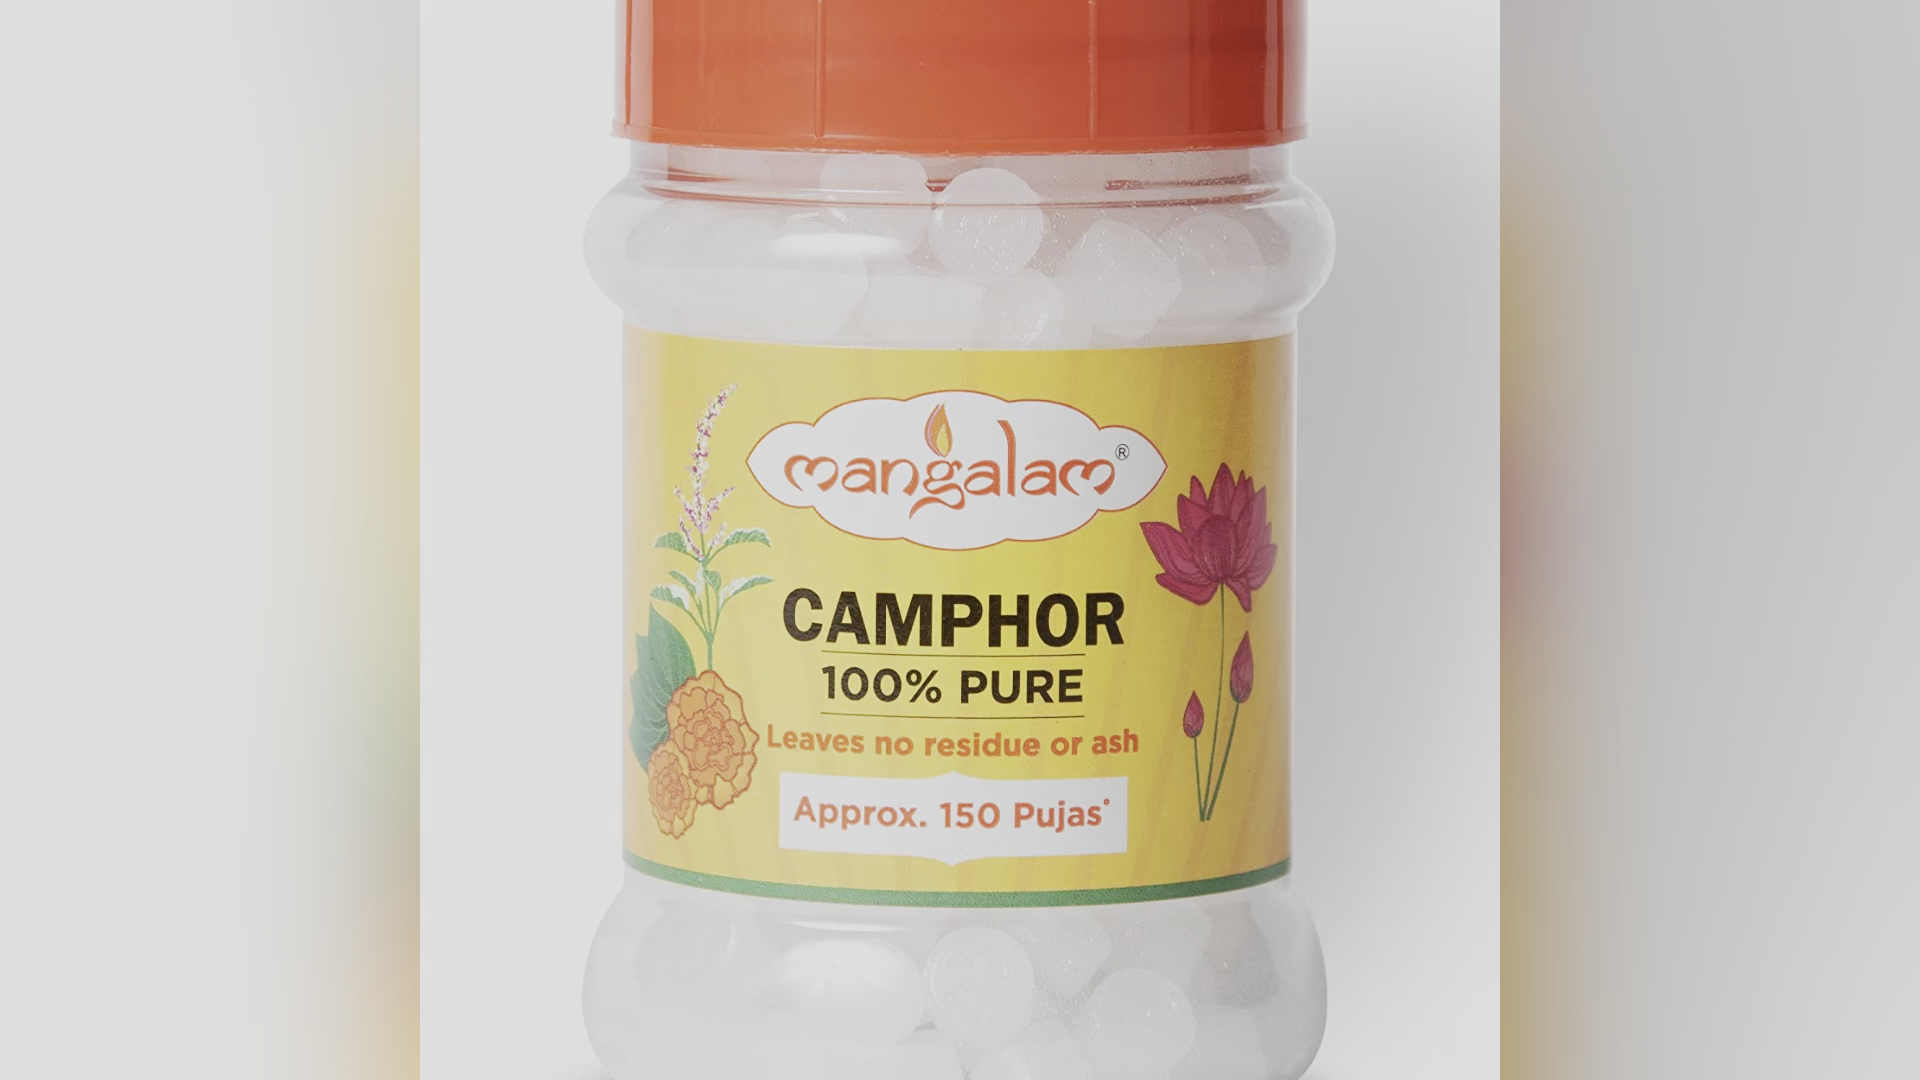 mangalam®
CAMPHOR
100% PURE
Leaves no residue or ash
Approx. 150 Pujas*